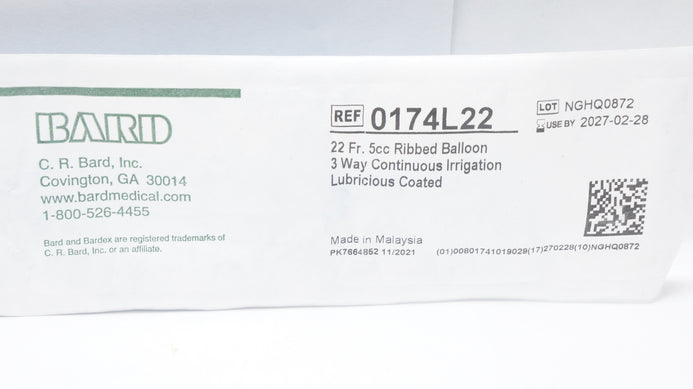 BARD
C. R. Bard, Inc.
Covington, GA 30014
www.bardmedical.com
1-800-526-4455
Bard and Bardex are registered trademarks of
C. R. Bard, Inc. or an affiliate.
REF 0174L22
22 Fr. 5cc Ribbed Balloon
3 Way Continuous Irrigation
Lubricious Coated
Made in Malaysia
PK7664852 11/2021
LOT NGHQ0872
USE BY 2027-02-28
(01)00801741019029(17)270228(10)NGHQ0872